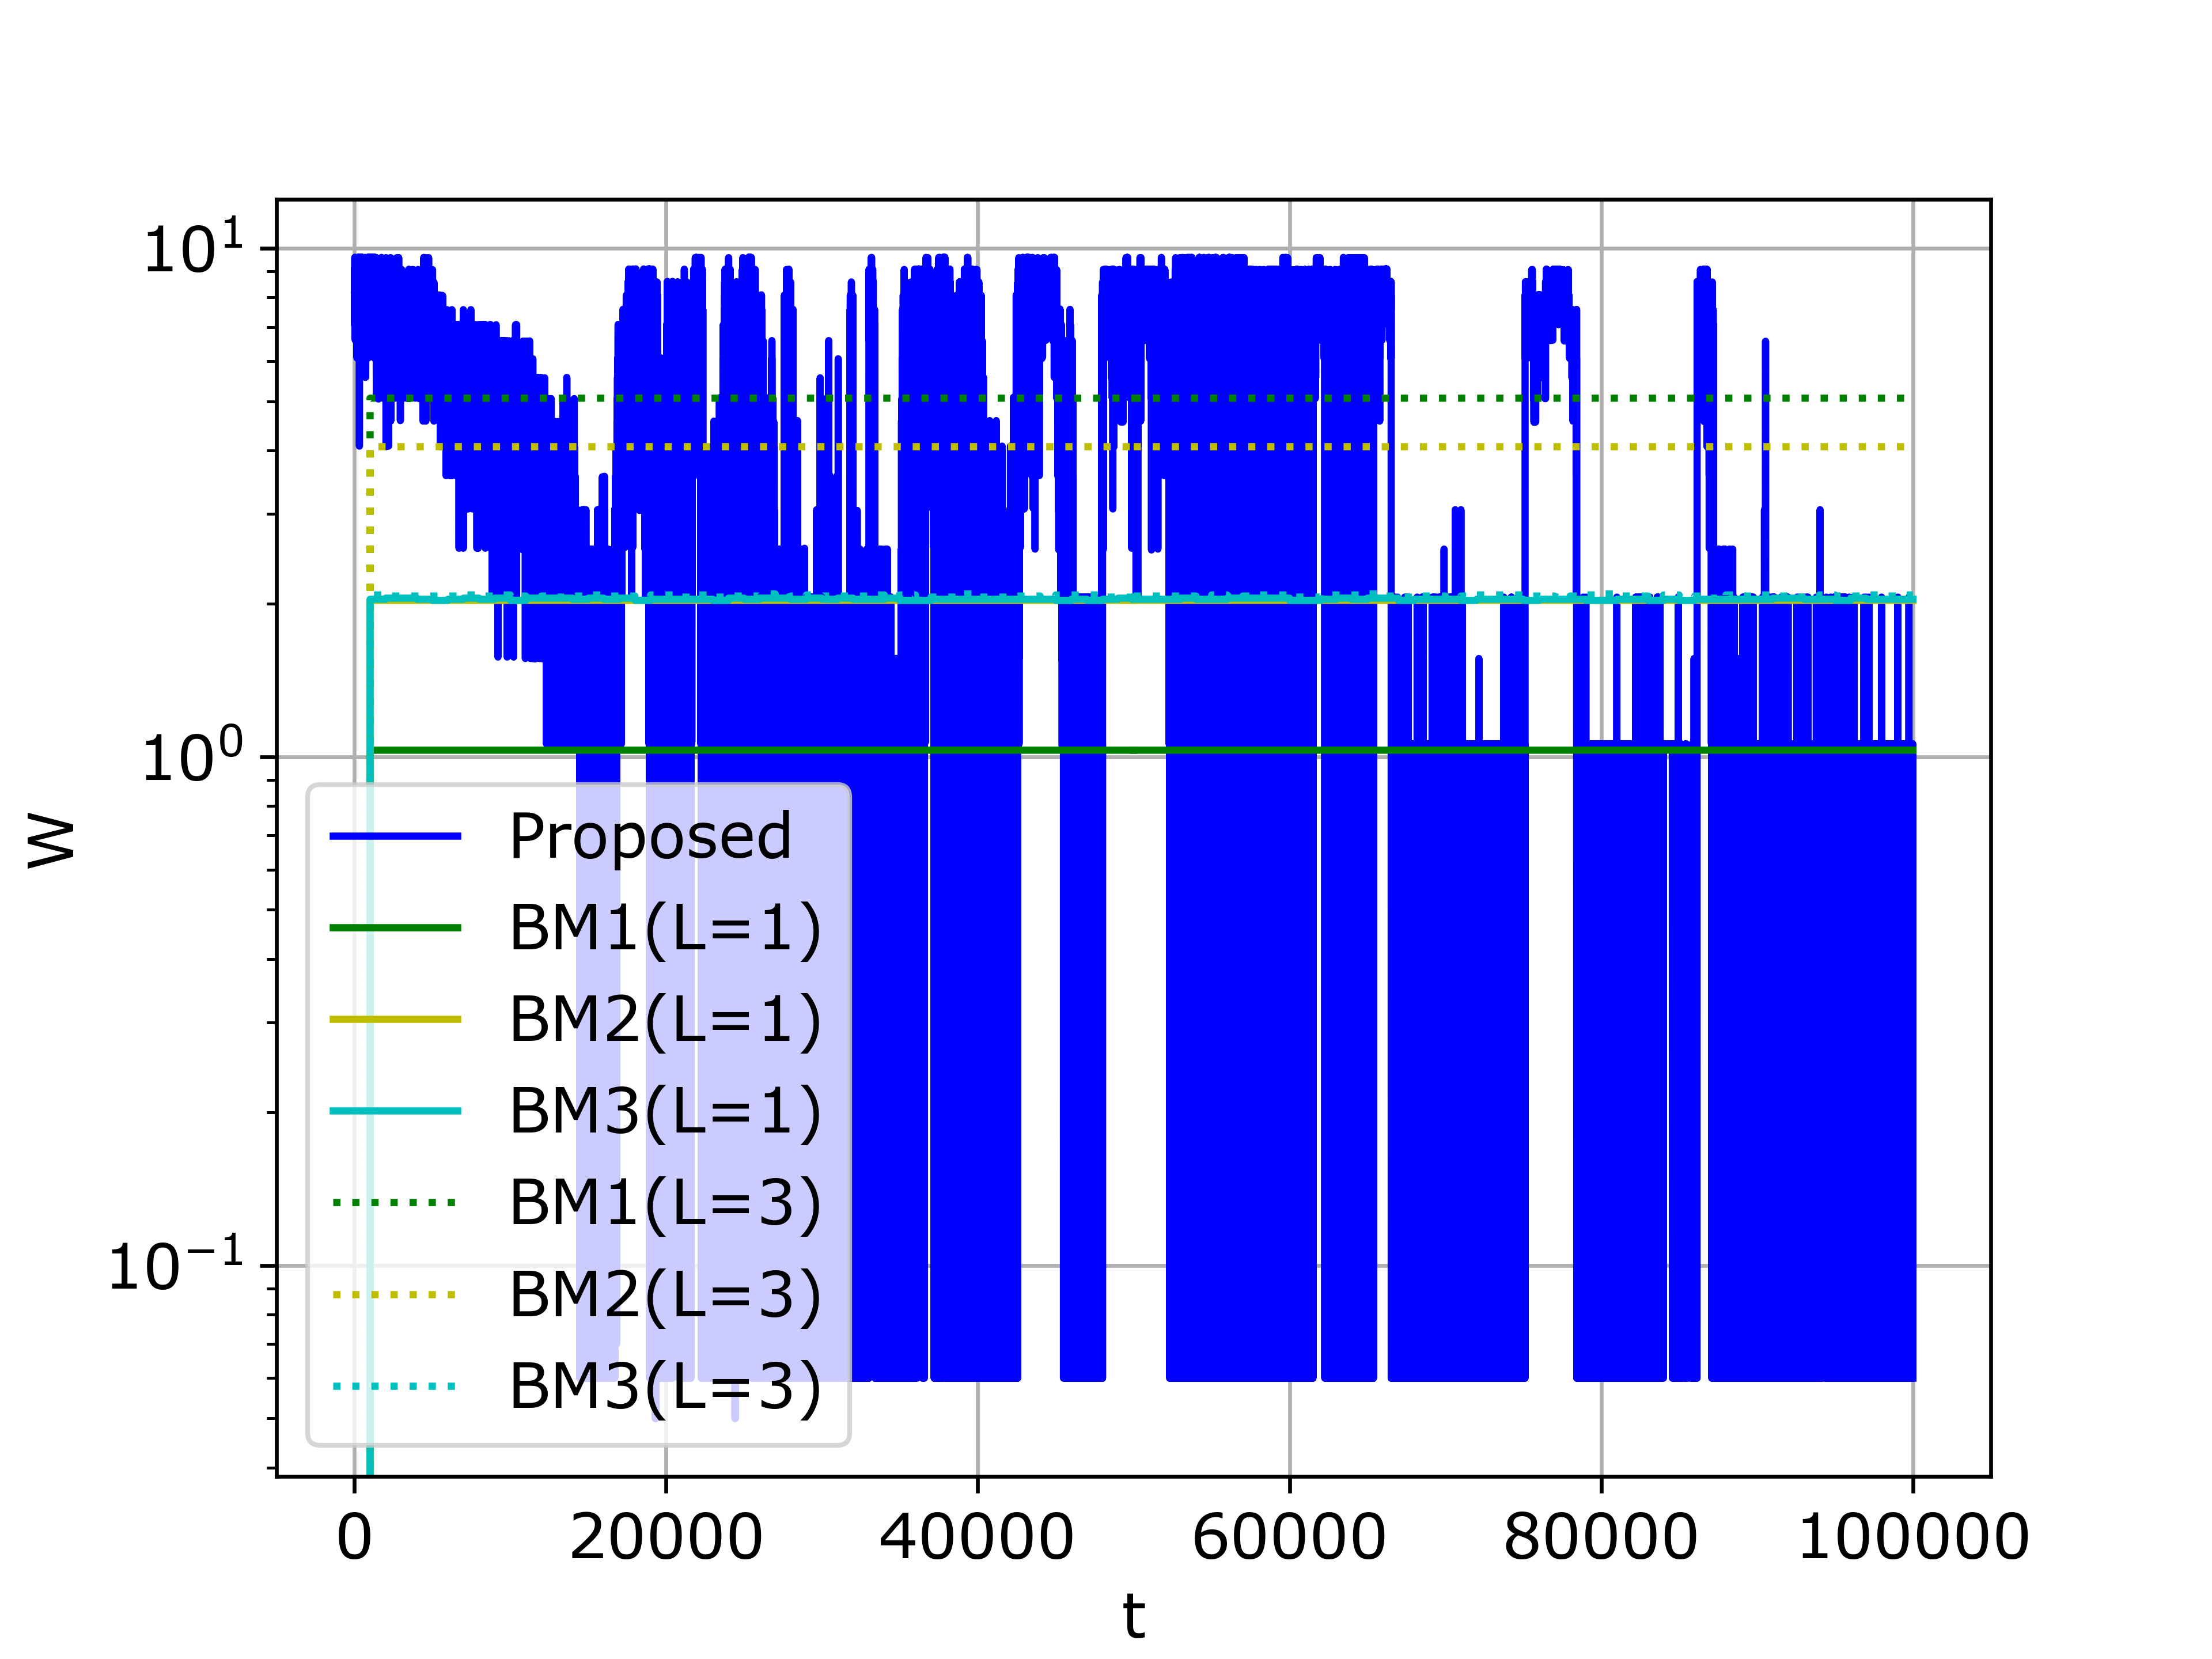 10^1
10^0
10^−1
W
Proposed
BM1(L=1)
BM2(L=1)
BM3(L=1)
BM1(L=3)
BM2(L=3)
BM3(L=3)
0 20000 40000 60000 80000 100000
t